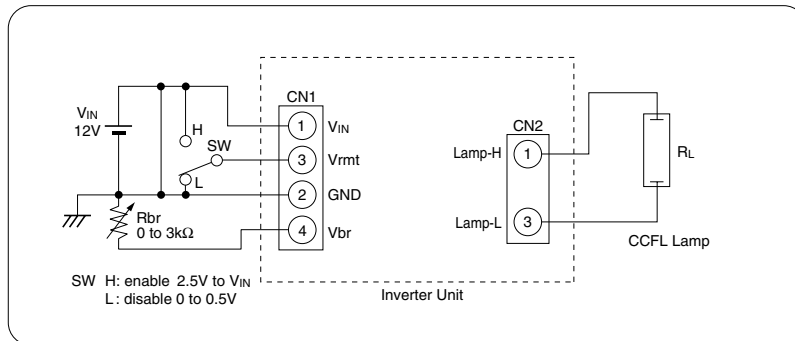 VIN
12V
H
SW
L
Rbr
0 to 3kΩ
SW H: enable 2.5V to VIN
L: disable 0 to 0.5V
CN1
1 VIN
3 Vrmt
2 GND
4 Vbr
Inverter Unit
CN2
Lamp-H 1
Lamp-L 3
RL
CCFL Lamp